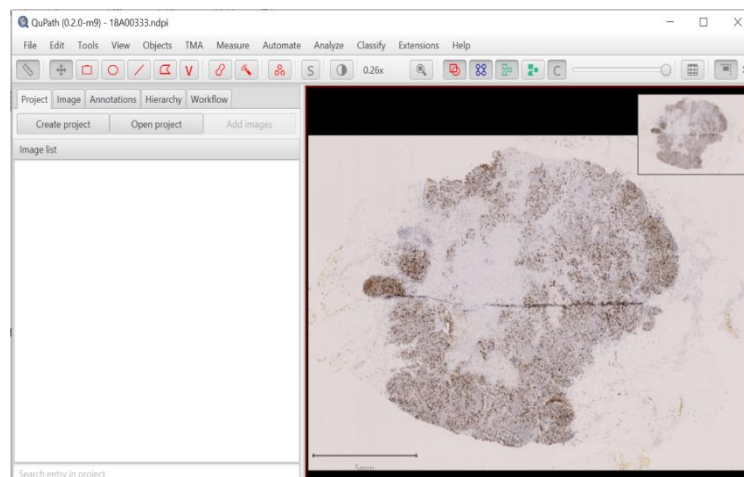 QuPath (0.2.0-m9) - 18A00333.ndpi
File Edit Tools View Objects TMA Measure Automate Analyze Classify Extensions Help
V S 0.26x C
Project Image Annotations Hierarchy Workflow
Create project Open project Add images
Image list
5mm
Search entry in project